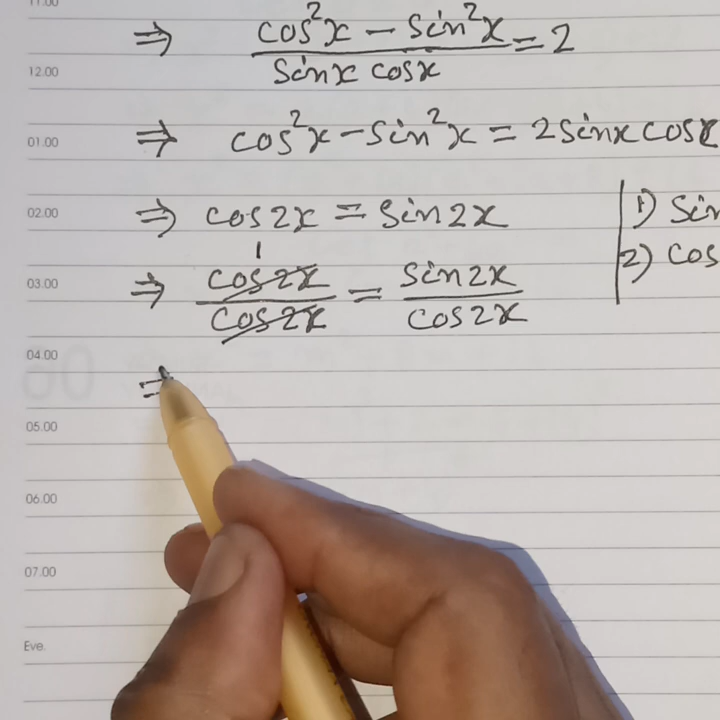 11.00
⇒ cos²x − sin²x / sinx cosx = 2
12.00
01.00 ⇒ cos²x − sin²x = 2 sinx cosx
02.00 ⇒ cos2x = sin2x 1) Sin
2) Cos
1
03.00 ⇒ cos2x / cos2x = sin2x / cos2x
04.00
⇒
05.00
06.00
07.00
Eve.